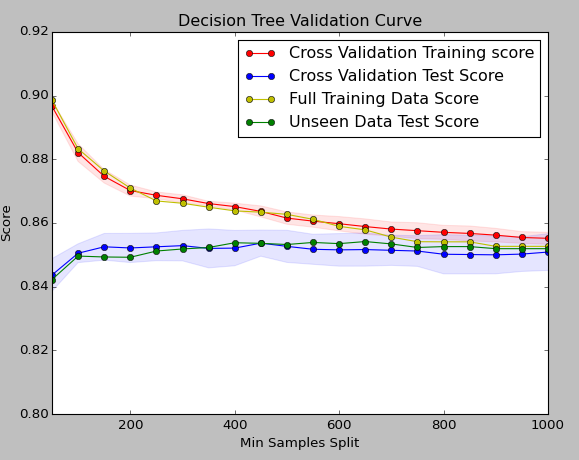 Decision Tree Validation Curve
0.92
0.90
0.88
0.86
0.84
0.82
0.80
Score
Cross Validation Training score
Cross Validation Test Score
Full Training Data Score
Unseen Data Test Score
200
400
600
800
1000
Min Samples Split